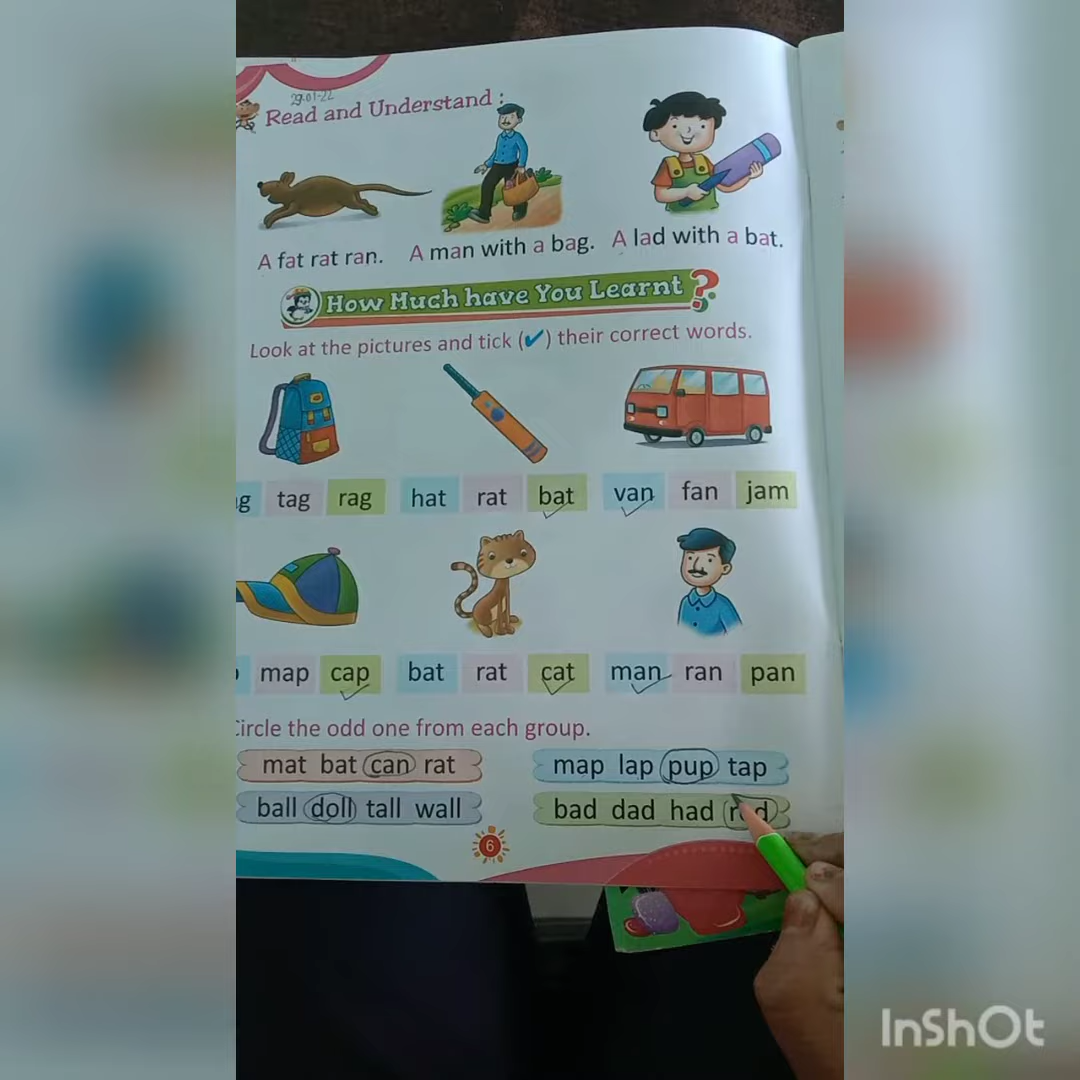 29-01-22
Read and Understand :
A fat rat ran. A man with a bag. A lad with a bat.
How Much have You Learnt ?
Look at the pictures and tick (✓) their correct words.
tag rag hat rat bat van fan jam
map cap bat rat cat man ran pan
Circle the odd one from each group.
mat bat can rat map lap pup tap
ball doll tall wall bad dad had
6
InShOt